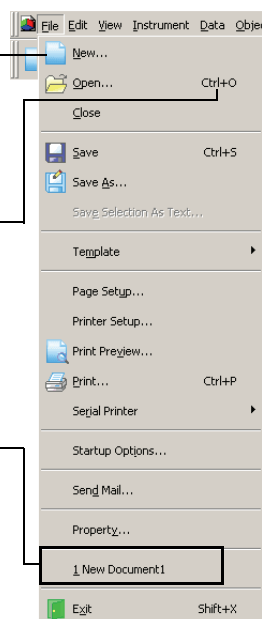 File Edit View Instrument Data Objec
New...
Open... Ctrl+O
Close
Save Ctrl+S
Save As...
Save Selection As Text...
Template
Page Setup...
Printer Setup...
Print Preview...
Print... Ctrl+P
Serial Printer
Startup Options...
Send Mail...
Property...
1 New Document1
Exit Shift+X